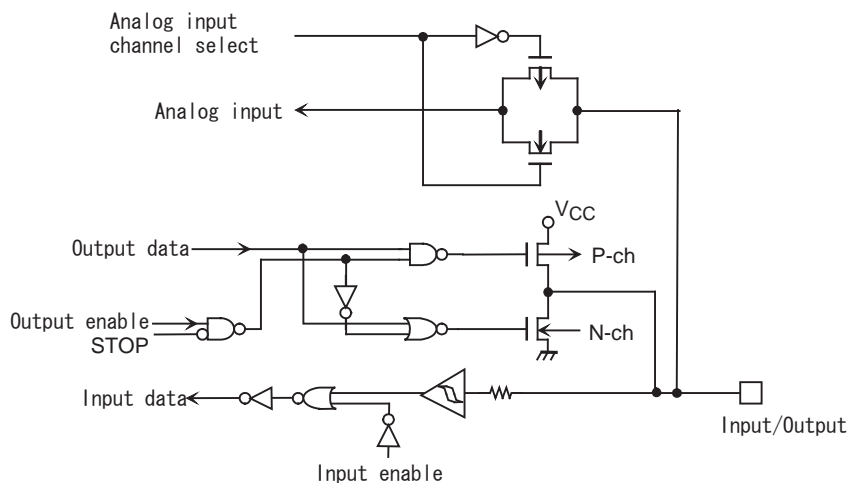 Analog input
channel select
Analog input
VCC
Output data
P-ch
Output enable
STOP
N-ch
Input data
Input/Output
Input enable